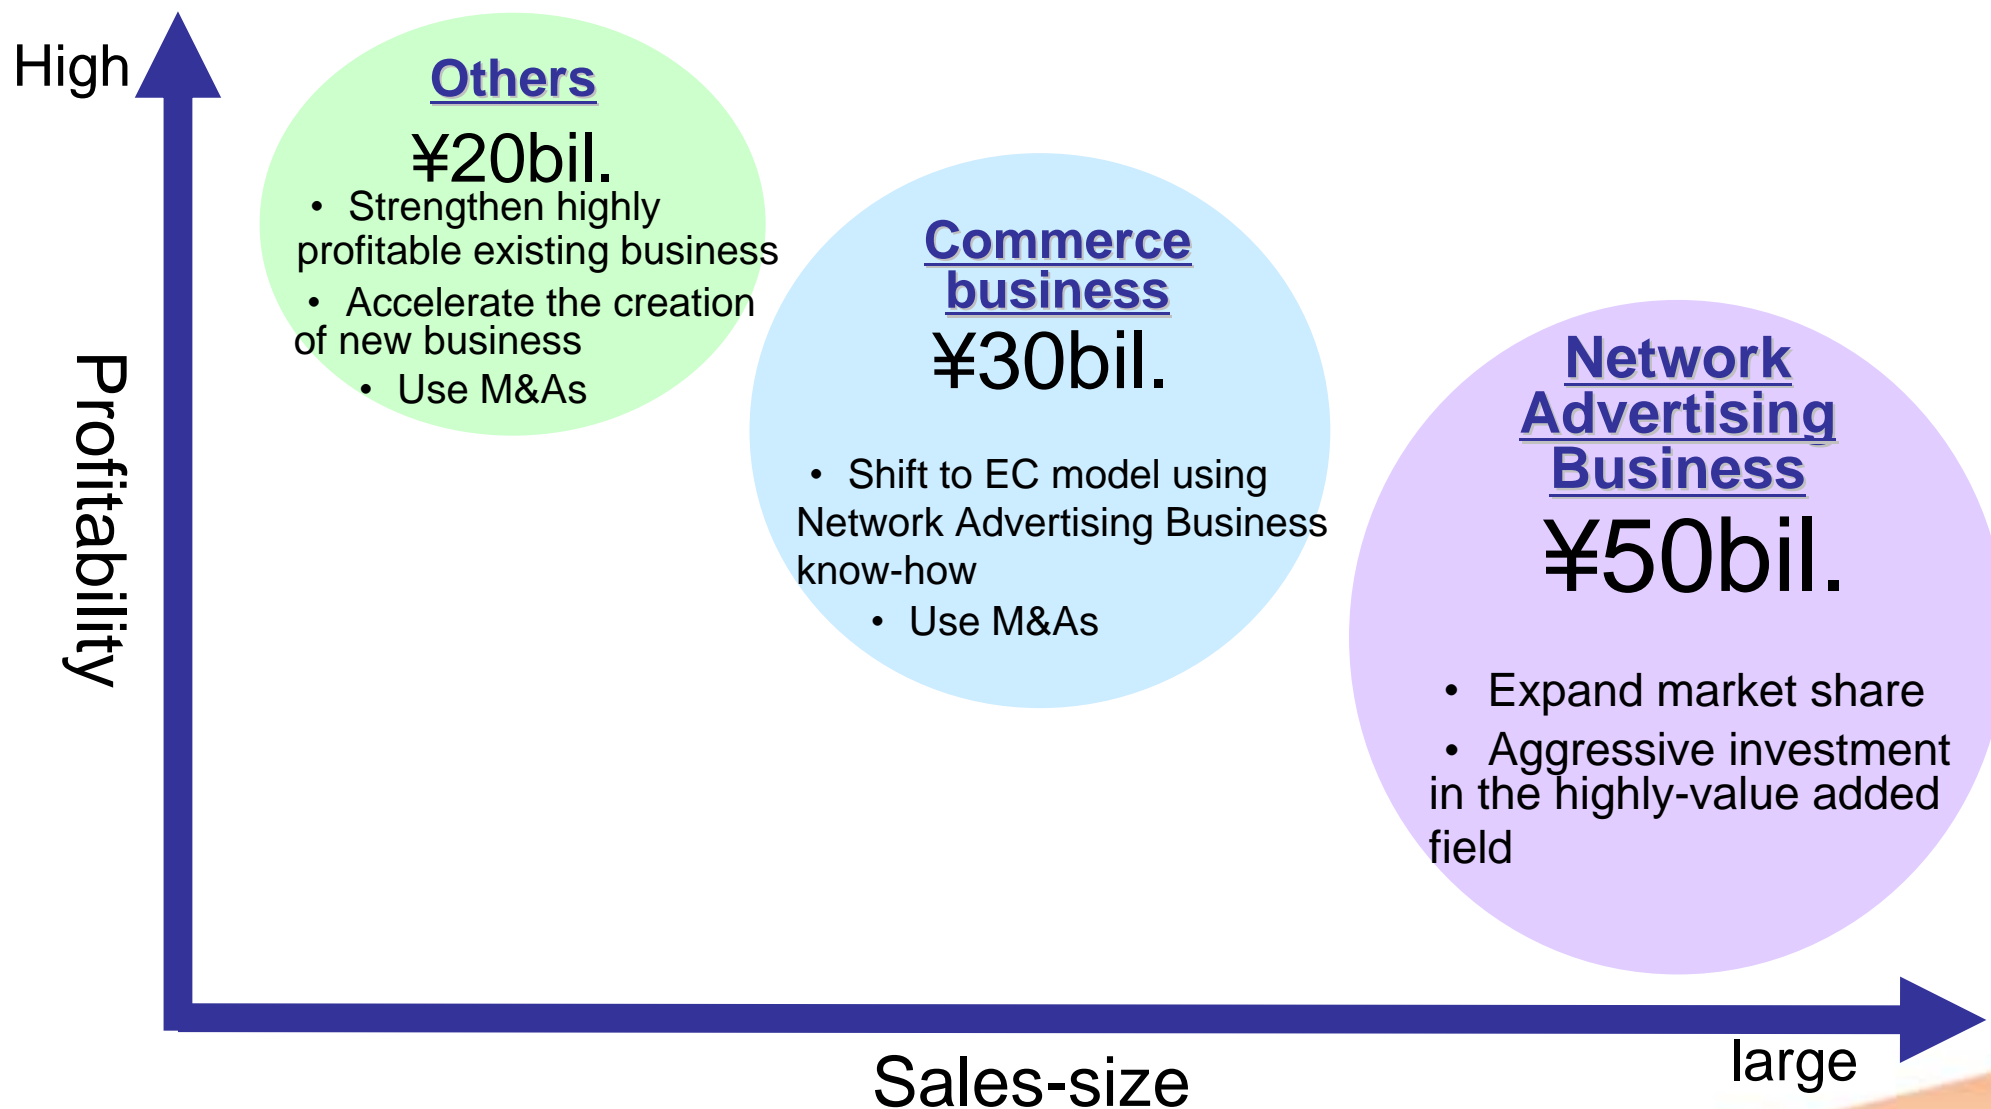 High
Profitability
Others
¥20bil.
• Strengthen highly
profitable existing business
• Accelerate the creation
of new business
• Use M&As
Commerce
business
¥30bil.
• Shift to EC model using
Network Advertising Business
know-how
• Use M&As
Network
Advertising
Business
¥50bil.
• Expand market share
• Aggressive investment
in the highly-value added
field
large
Sales-size